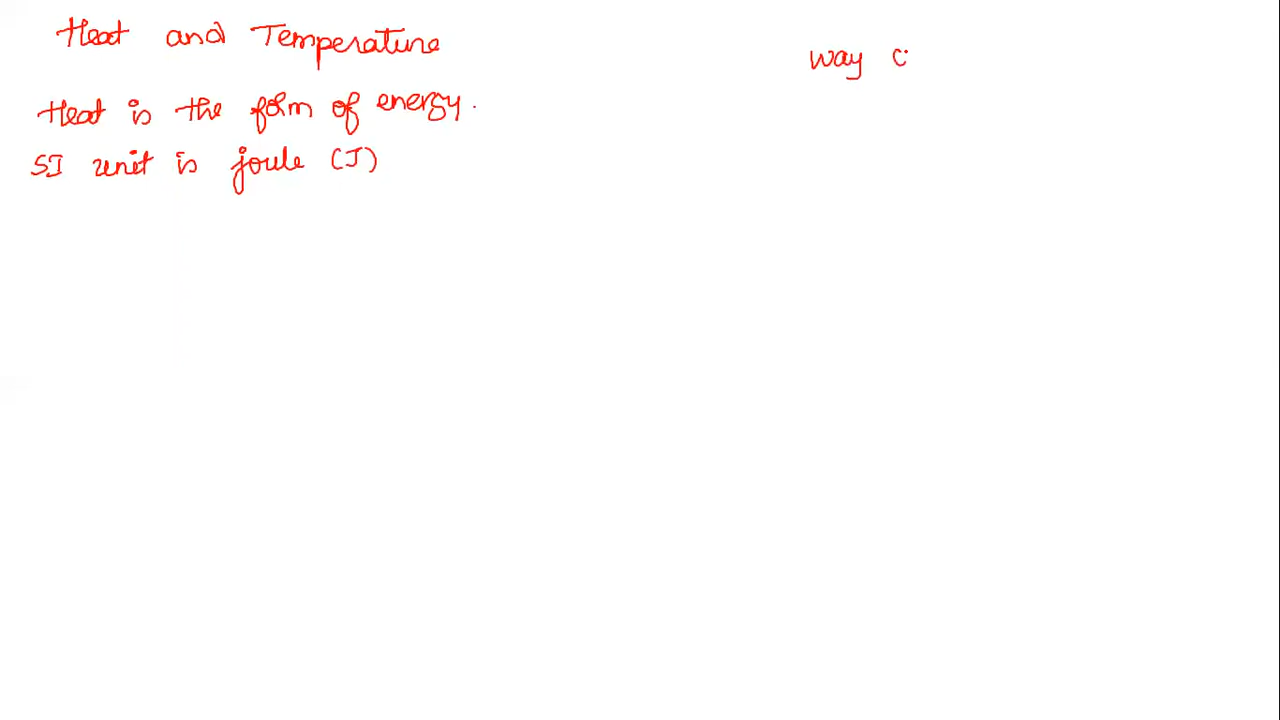 Heat and Temperature
Heat is the form of energy.
SI unit is joule (J)
way